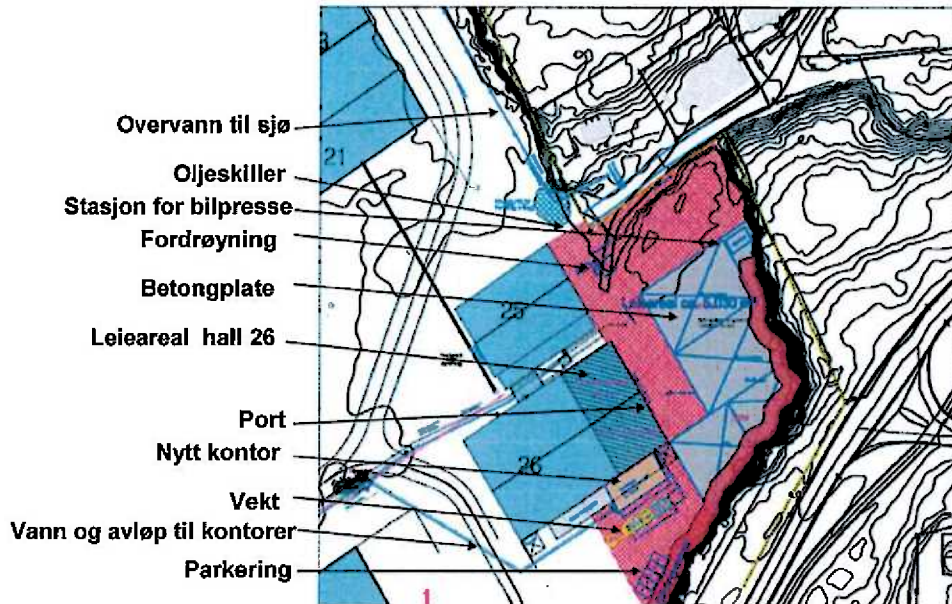 Overvann til sjø
Oljeskiller
Stasjon for bilpresse
Fordrøyning
Betongplate
Leieareal hall 26
Port
Nytt kontor
Vekt
Vann og avløp til kontorer
Parkering
21
25
26
1